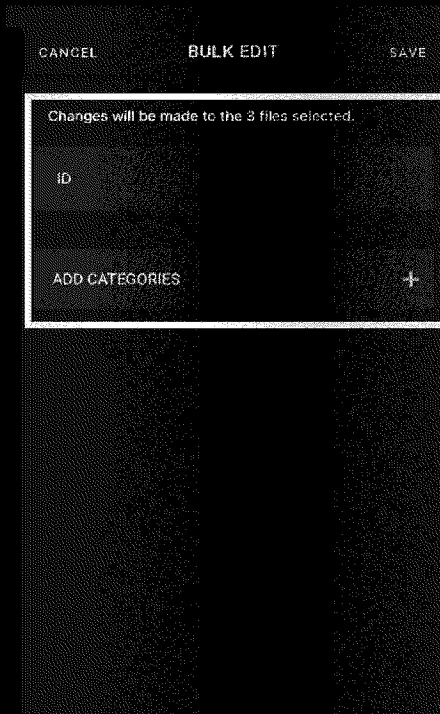 CANCEL BULK EDIT SAVE
Changes will be made to the 3 files selected.
ID
ADD CATEGORIES +